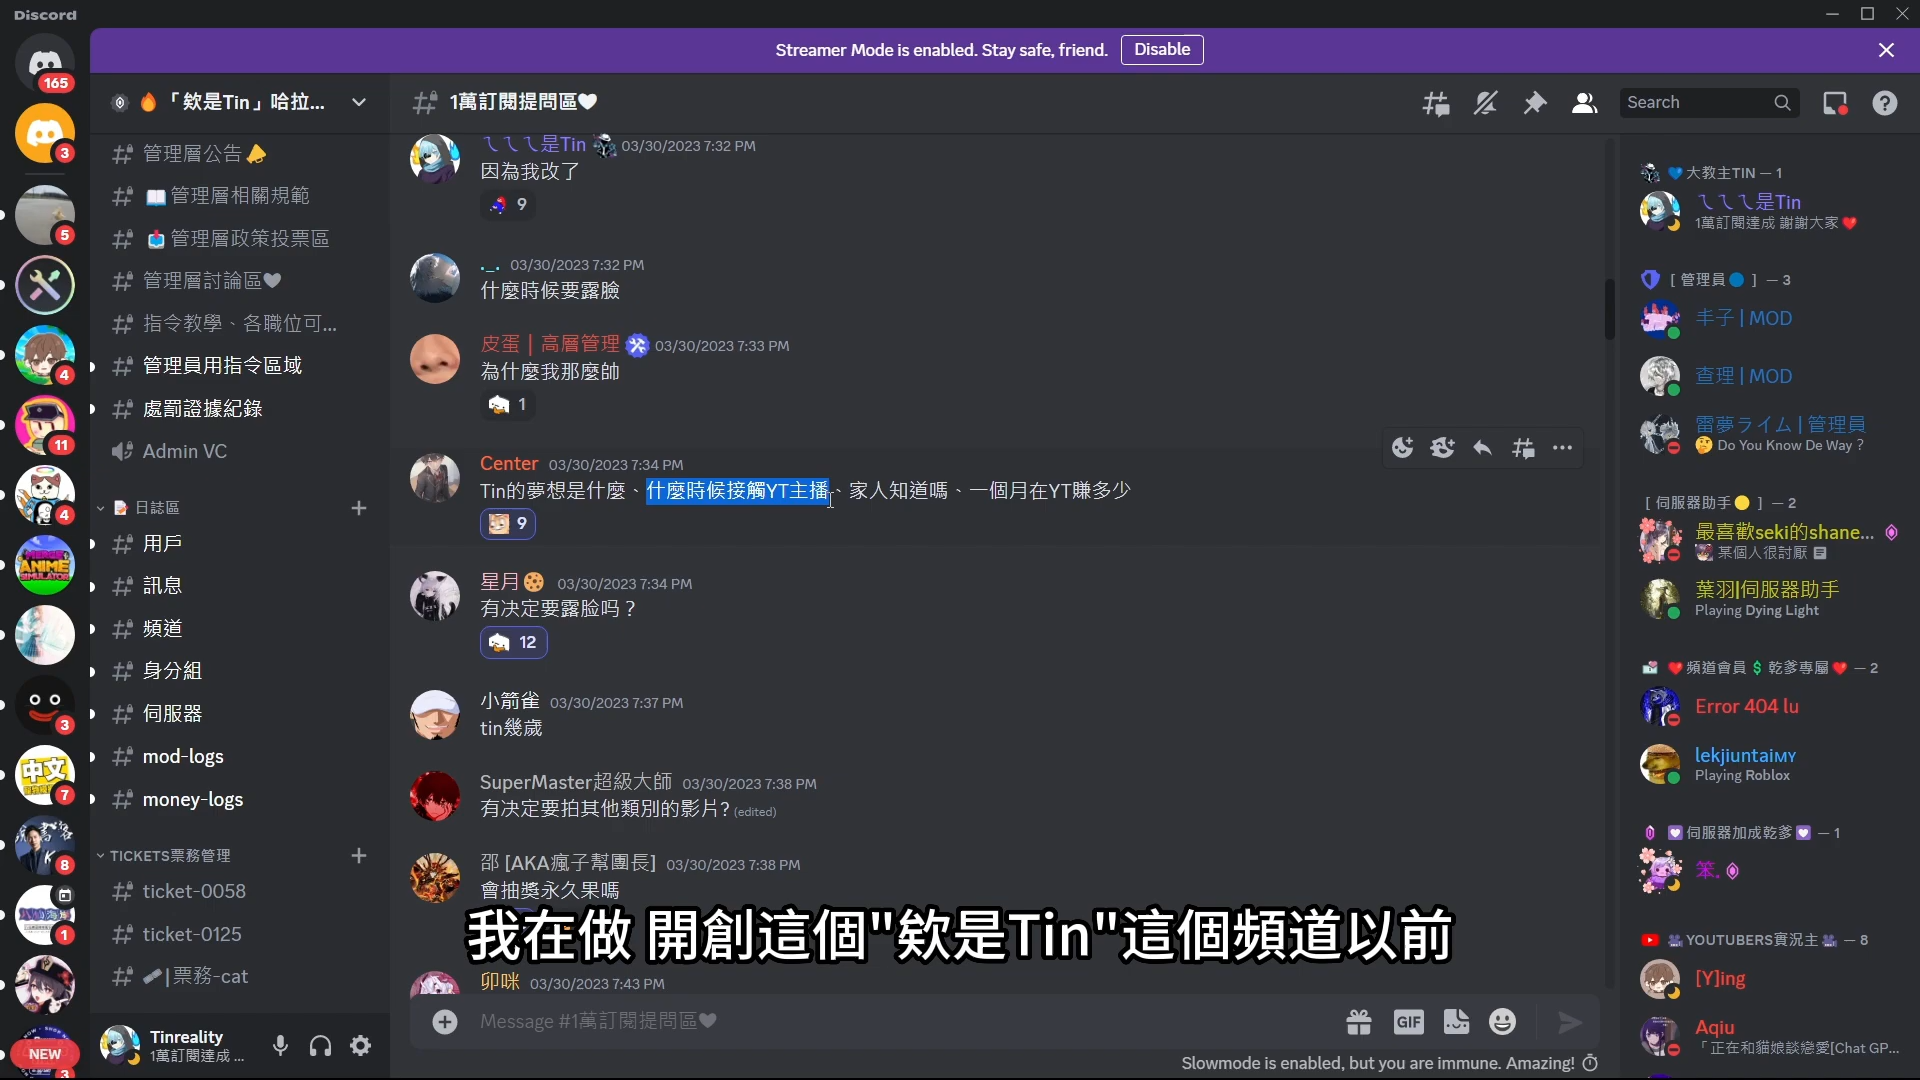 Discord
Streamer Mode is enabled. Stay safe, friend. Disable
165
3
5
4
11
4
3
7
8
1
NEW
3
「欸是Tin」哈拉...
管理層公告
管理層相關規範
管理層政策投票區
管理層討論區
指令教學、各職位可...
管理員用指令區域
處罰證據紀錄
Admin VC
日誌區
用戶
訊息
頻道
身分組
伺服器
mod-logs
money-logs
TICKETS票務管理
ticket-0058
ticket-0125
|票務-cat
Tinreality
1萬訂閱達成 ...
1萬訂閱提問區
Search
ㄟㄟㄟ是Tin 03/30/2023 7:32 PM
因為我改了
9
._. 03/30/2023 7:32 PM
什麼時候要露臉
皮蛋 | 高層管理 03/30/2023 7:33 PM
為什麼我那麼帥
1
Center 03/30/2023 7:34 PM
Tin的夢想是什麼、什麼時候接觸YT主播、家人知道嗎、一個月在YT賺多少
9
星月 03/30/2023 7:34 PM
有决定要露脸吗？
12
小箭雀 03/30/2023 7:37 PM
tin幾歲
SuperMaster超級大師 03/30/2023 7:38 PM
有決定要拍其他類別的影片? (edited)
邵 [AKA瘋子幫團長] 03/30/2023 7:38 PM
會抽獎永久果嗎
我在做 開創這個"欸是Tin"這個頻道以前
卯咪 03/30/2023 7:43 PM
Message #1萬訂閱提問區
GIF
Slowmode is enabled, but you are immune. Amazing!
大教主TIN — 1
ㄟㄟㄟ是Tin
1萬訂閱達成 謝謝大家
[ 管理員 ] — 3
丰子 | MOD
查理 | MOD
雷夢ライム | 管理員
Do You Know De Way ?
[ 伺服器助手 ] — 2
最喜歡seki的shane...
某個人很討厭
葉羽|伺服器助手
Playing Dying Light
頻道會員 乾爹專屬 — 2
Error 404 lu
lekjiuntaiMY
Playing Roblox
伺服器加成乾爹 — 1
笨.
YOUTUBERS實況主 — 8
[Y]ing
Aqiu
「正在和貓娘談戀愛[Chat GP...